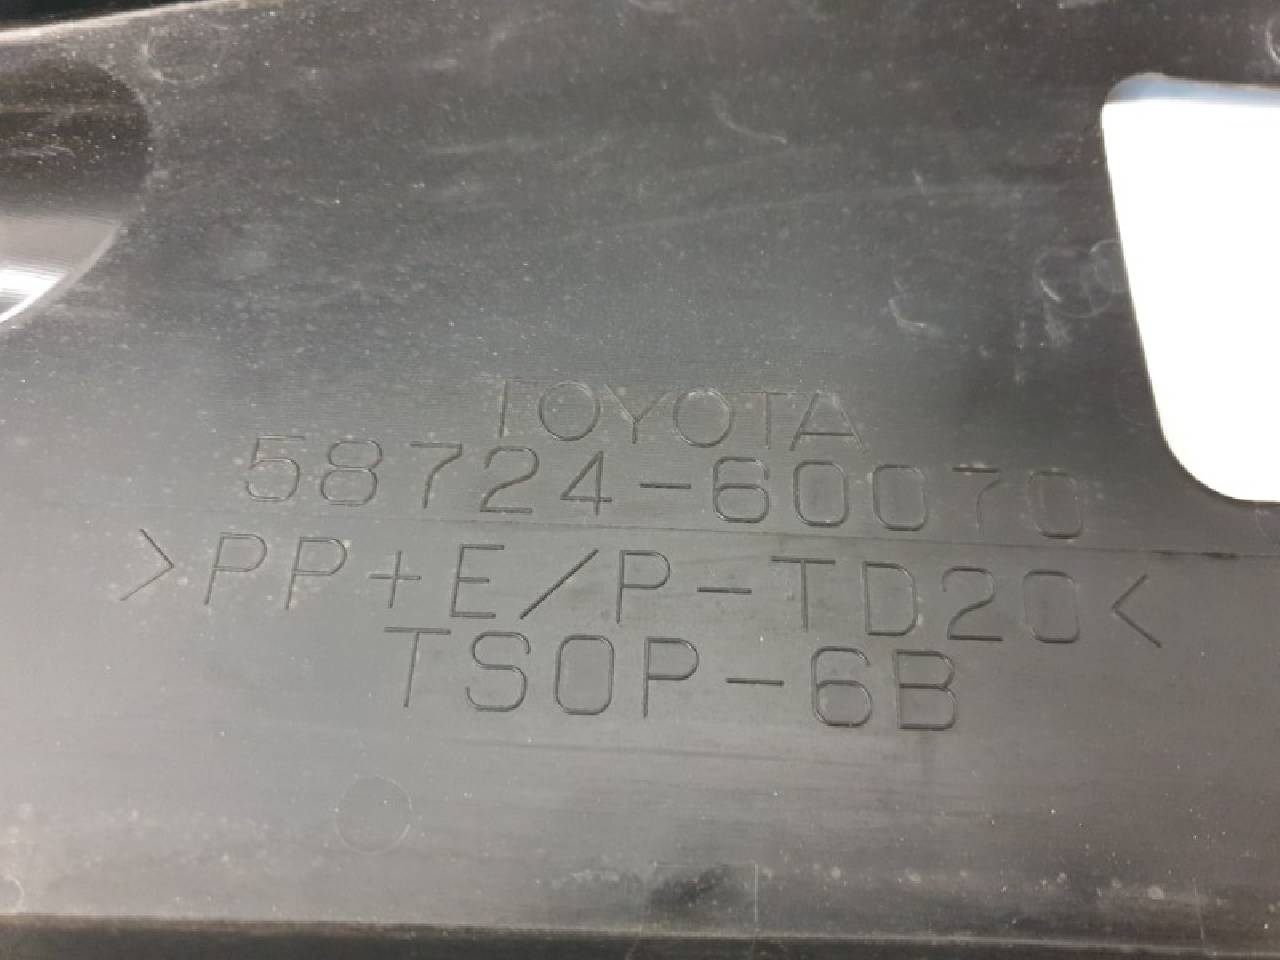 TOYOTA
58724-60070
>PP+E/P-TD20<
TSOP-6B